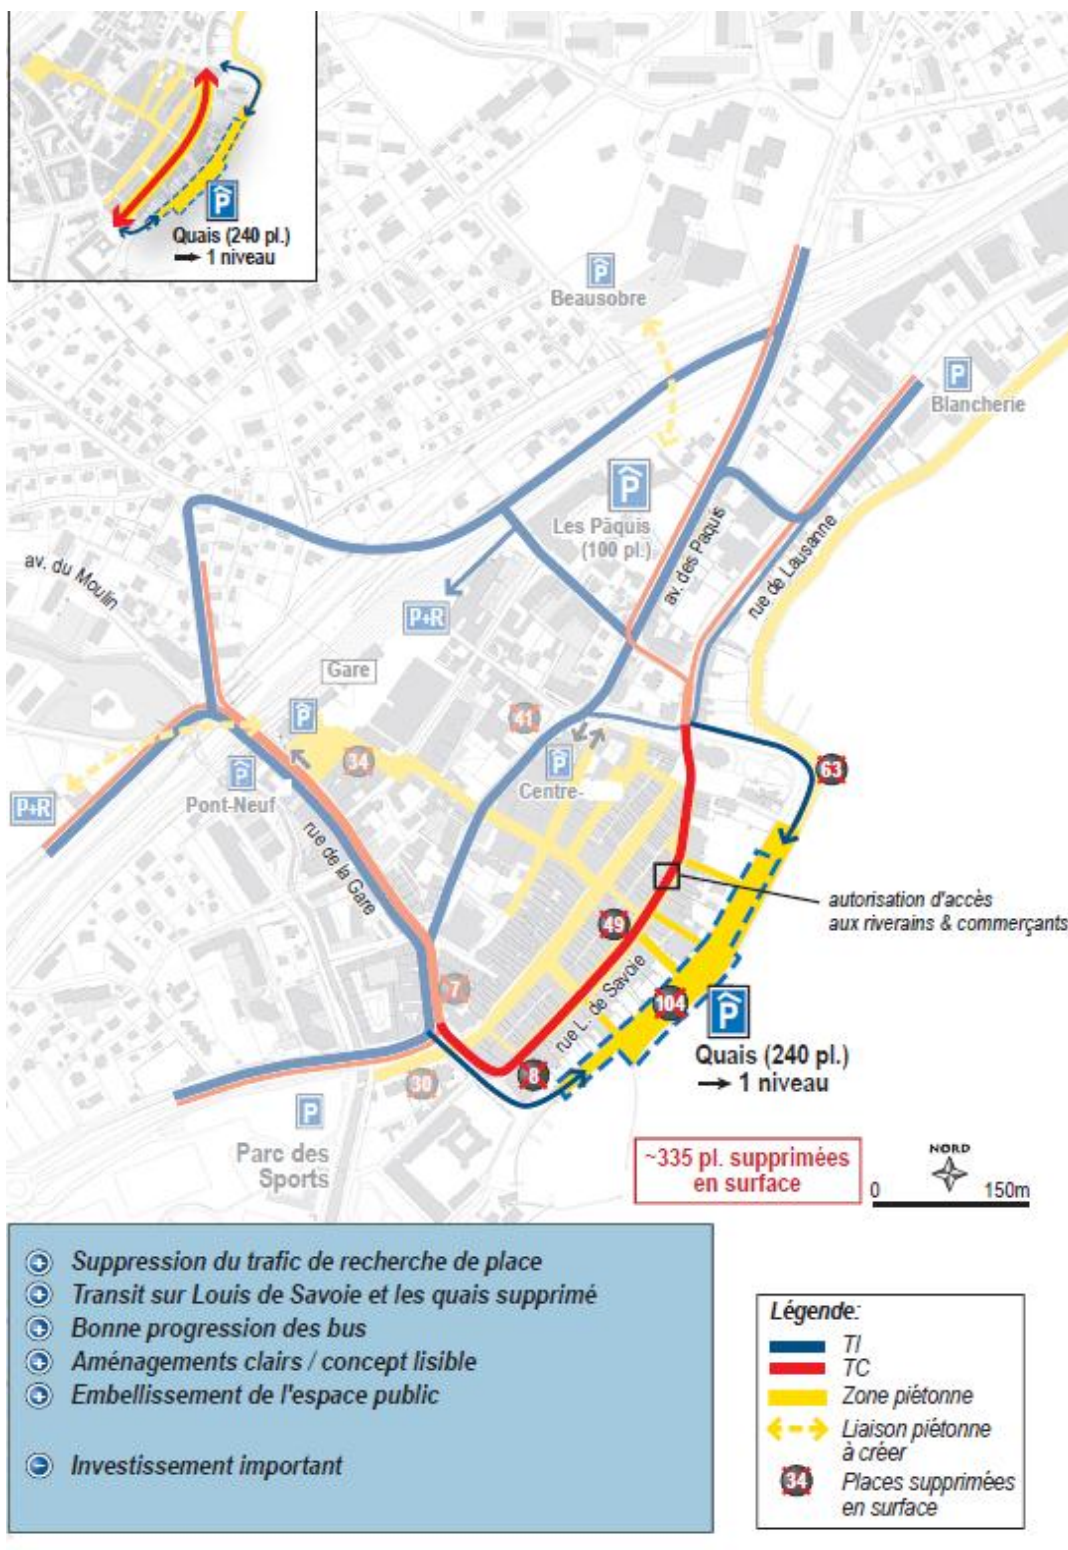 P
Quais (240 pl.)
→ 1 niveau
P
Beausobre
P
Blancherie
P
Les Pâquis
(100 pl.)
av. des Paquis
rue de Lausanne
av. du Moulin
P+R
Gare
P
41
34
P
Pont-Neuf
P
Centre-
P+R
63
rue de la Gare
autorisation d'accès
aux riverains & commerçants
49
7
104
rue L. de Savoie
P
Quais (240 pl.)
→ 1 niveau
8
30
P
Parc des
Sports
~335 pl. supprimées
en surface
NORD
0 150m
Suppression du trafic de recherche de place
Transit sur Louis de Savoie et les quais supprimé
Bonne progression des bus
Aménagements clairs / concept lisible
Embellissement de l'espace public
Investissement important
Légende:
TI
TC
Zone piétonne
Liaison piétonne
à créer
34 Places supprimées
en surface